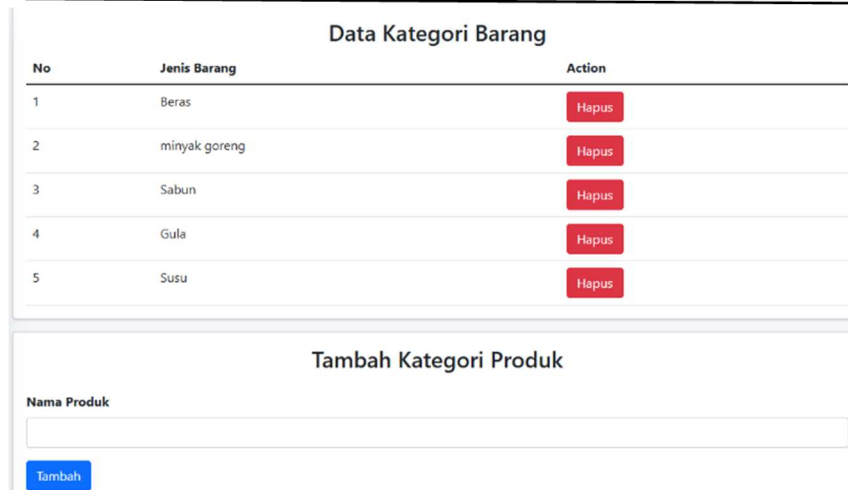 Data Kategori Barang
No Jenis Barang Action
1 Beras Hapus
2 minyak goreng Hapus
3 Sabun Hapus
4 Gula Hapus
5 Susu Hapus
Tambah Kategori Produk
Nama Produk
Tambah